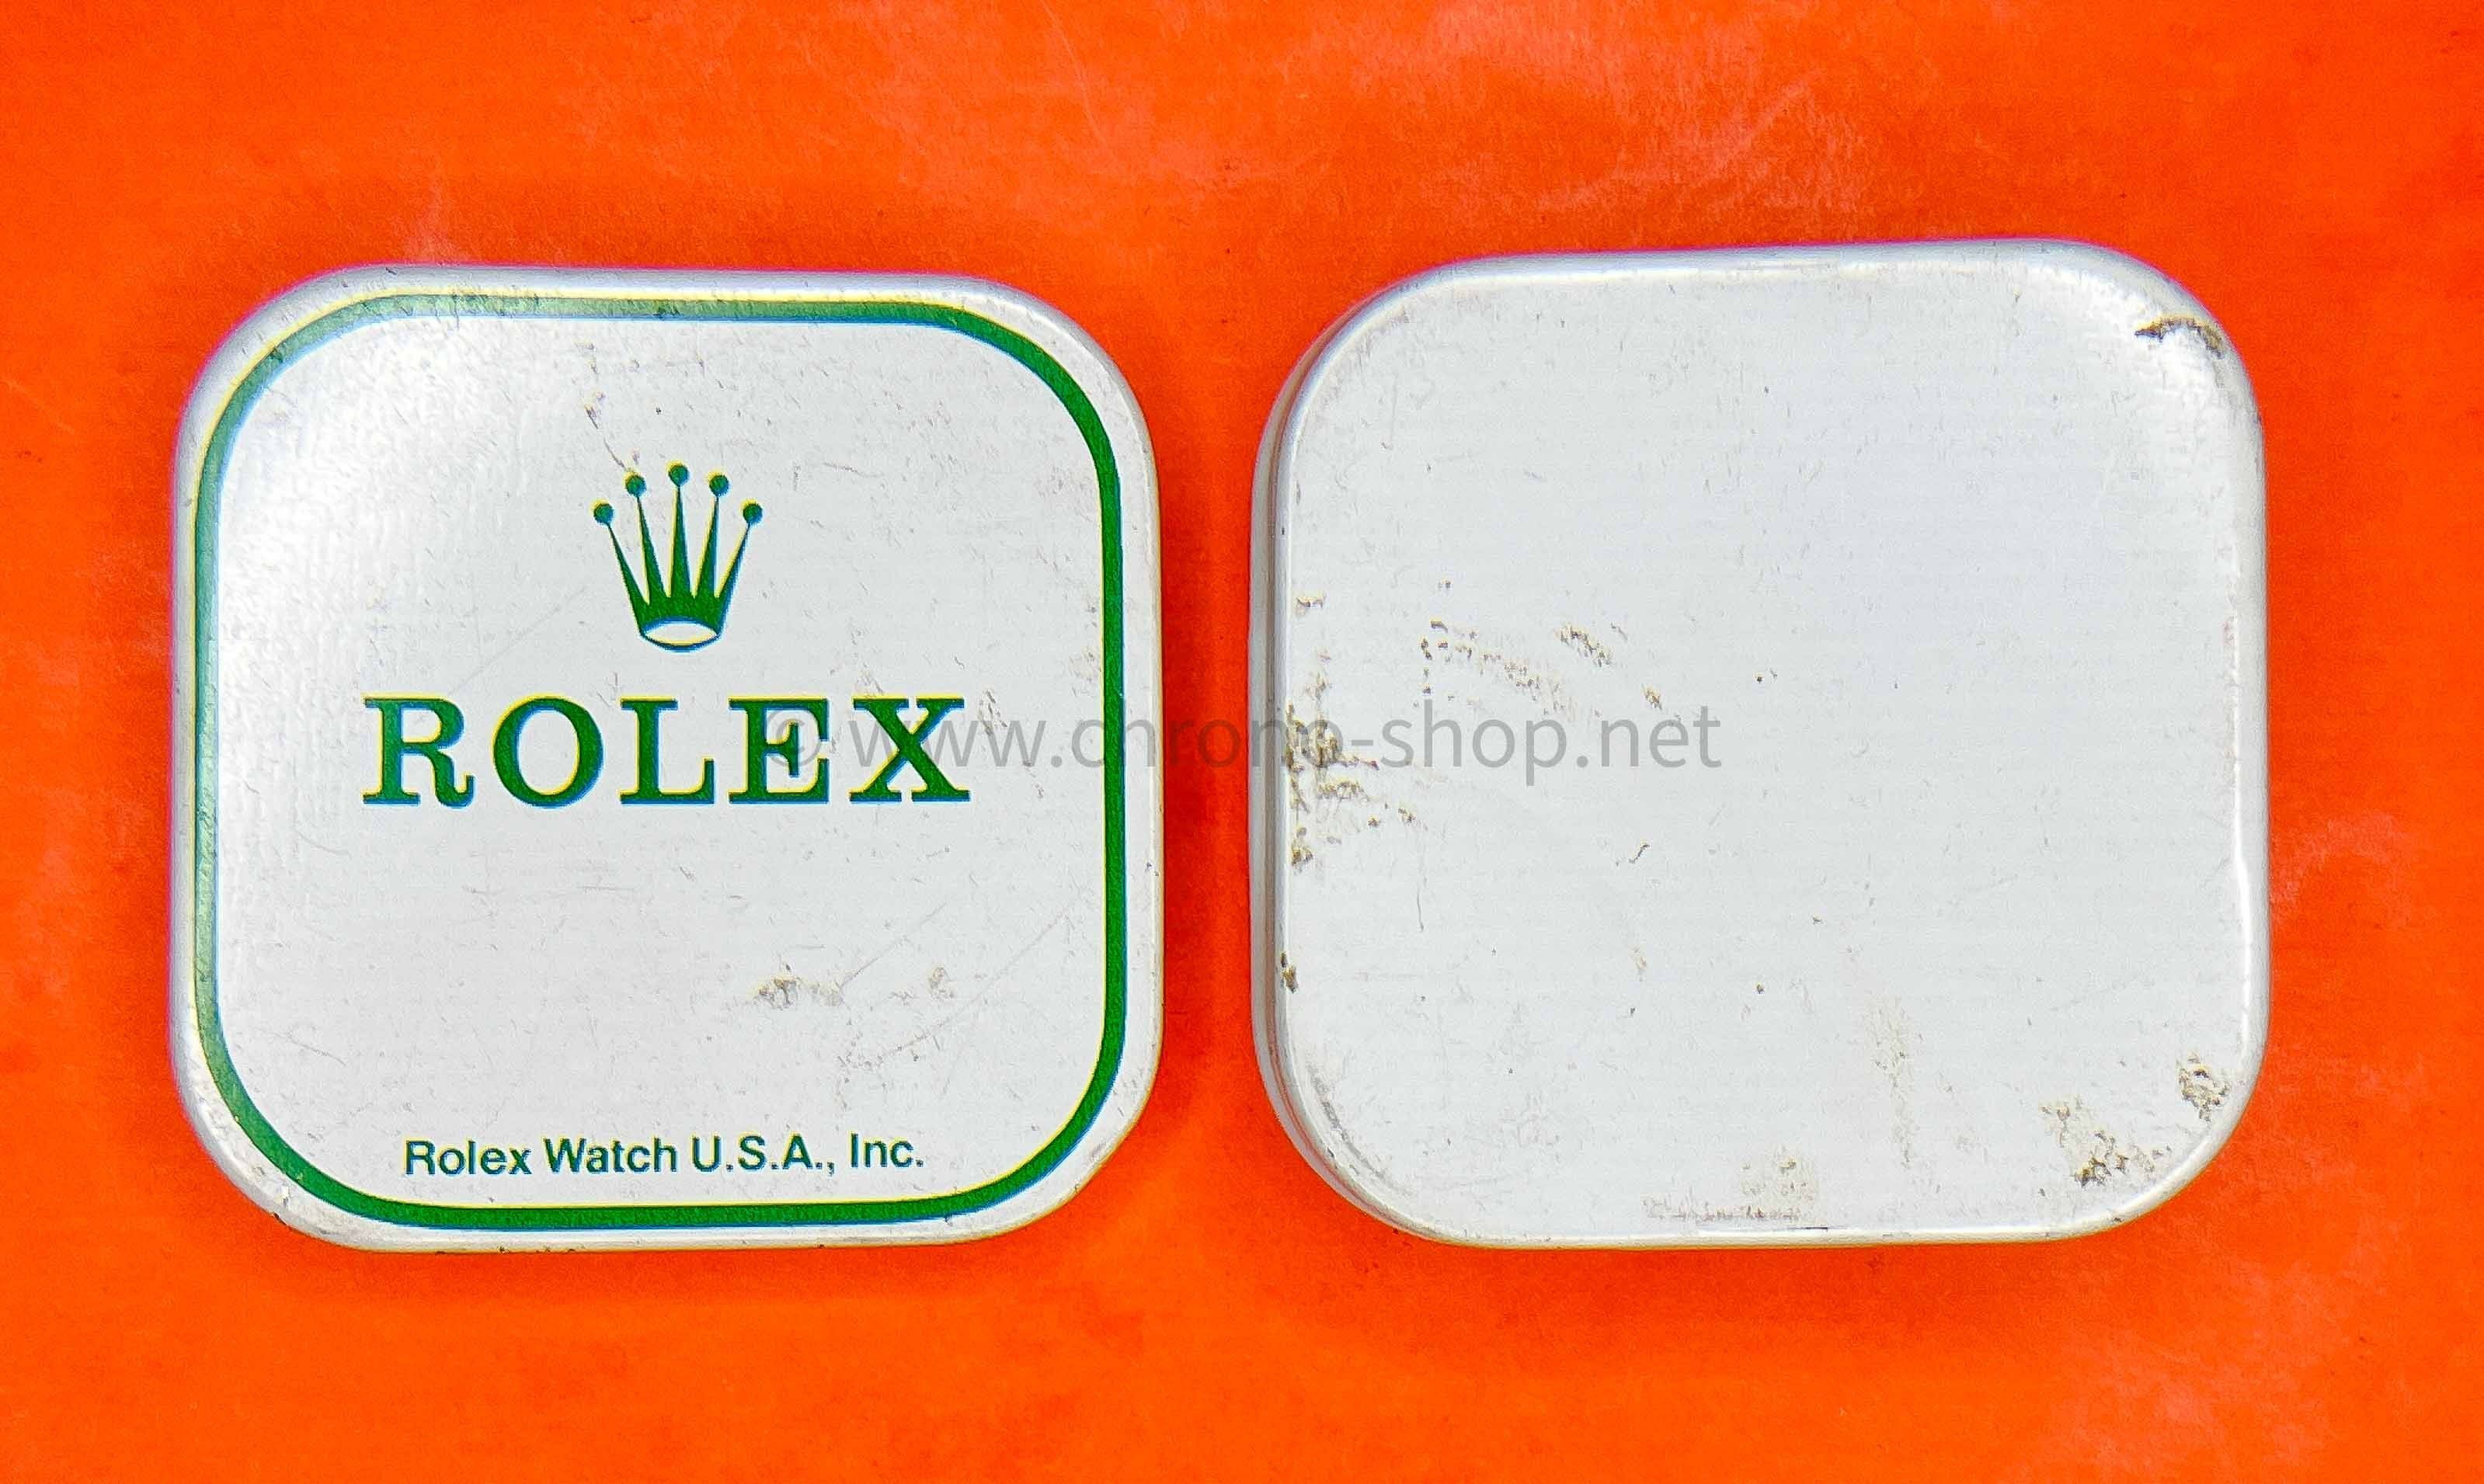 ROLEX
© www.chrono-shop.net
Rolex Watch U.S.A., Inc.